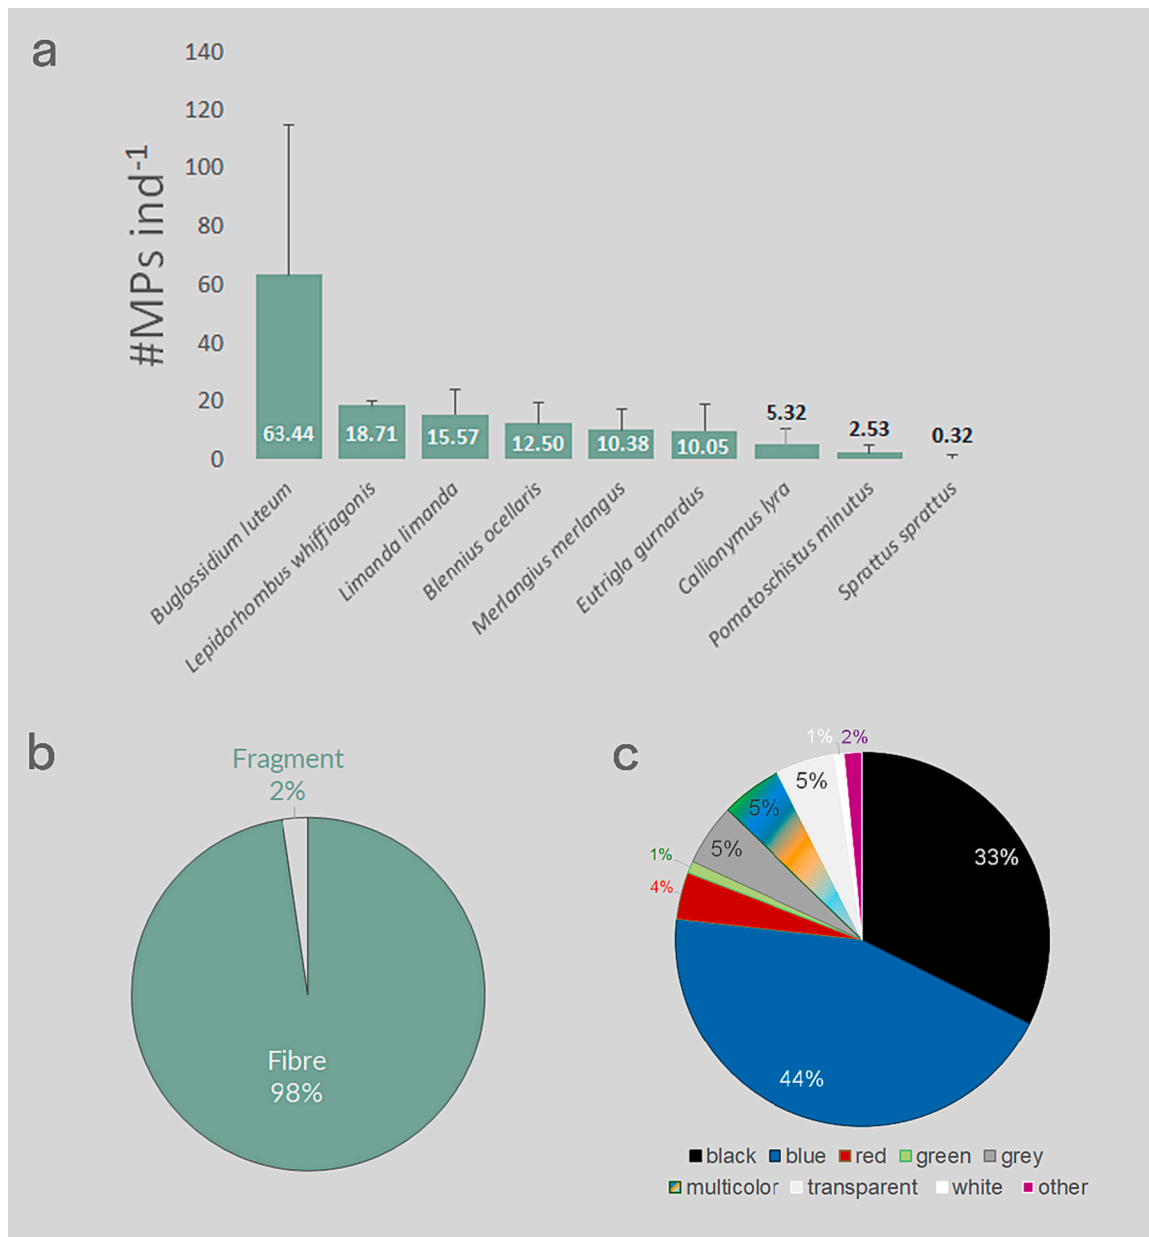 a
140
120
100
80
60
40
20
0
#MPs ind⁻¹
63.44
18.71
15.57
12.50
10.38
10.05
5.32
2.53
0.32
Buglossidium luteum
Lepidorhombus whiffiagonis
Limanda limanda
Blennius ocellaris
Merlangius merlangus
Eutrigla gurnardus
Callionymus lyra
Pomatoschistus minutus
Sprattus sprattus
b
Fragment
2%
Fibre
98%
c
1% 2%
5%
5%
5%
1%
4%
33%
44%
black blue red green grey
multicolor transparent white other